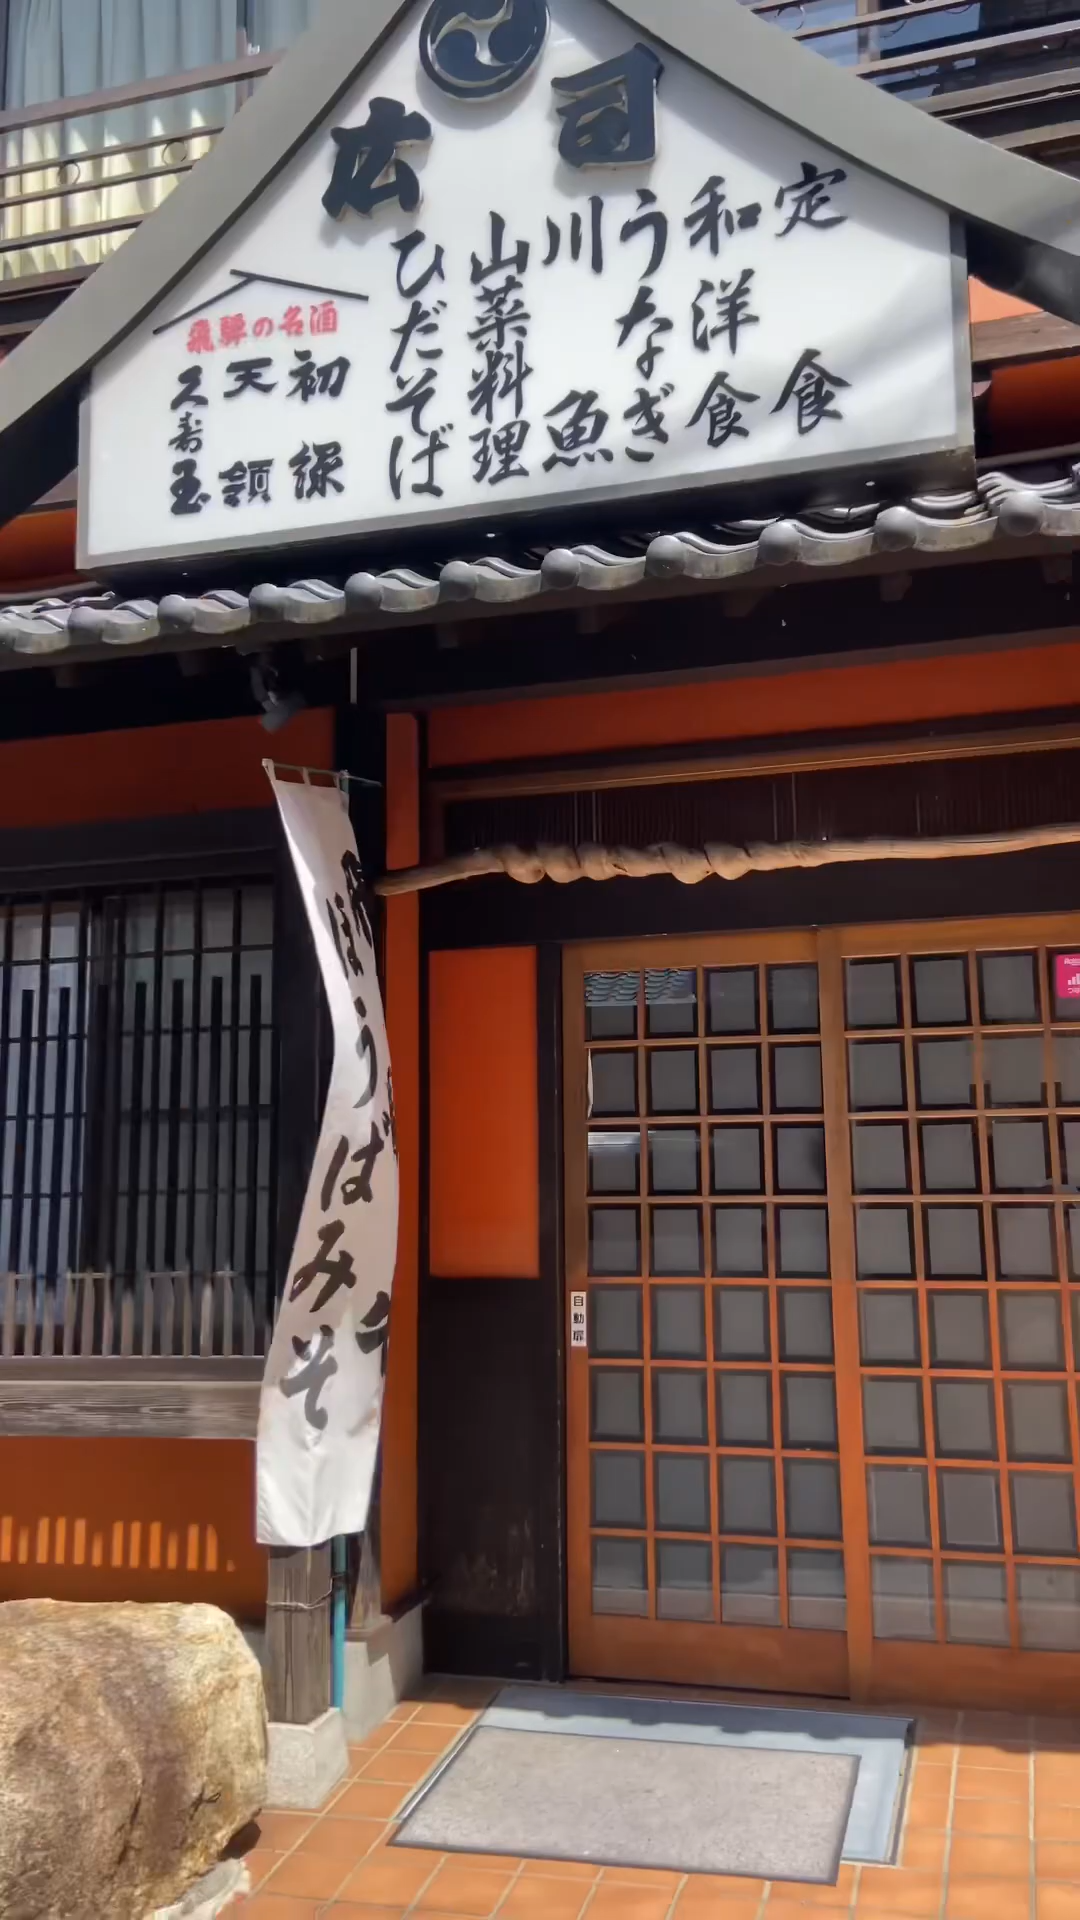 広司
定食
和洋食
うなぎ
川魚
山菜料理
ひだそば
飛騨の名酒
初緑
天領
久寿玉
ほうばみそ
自動扉